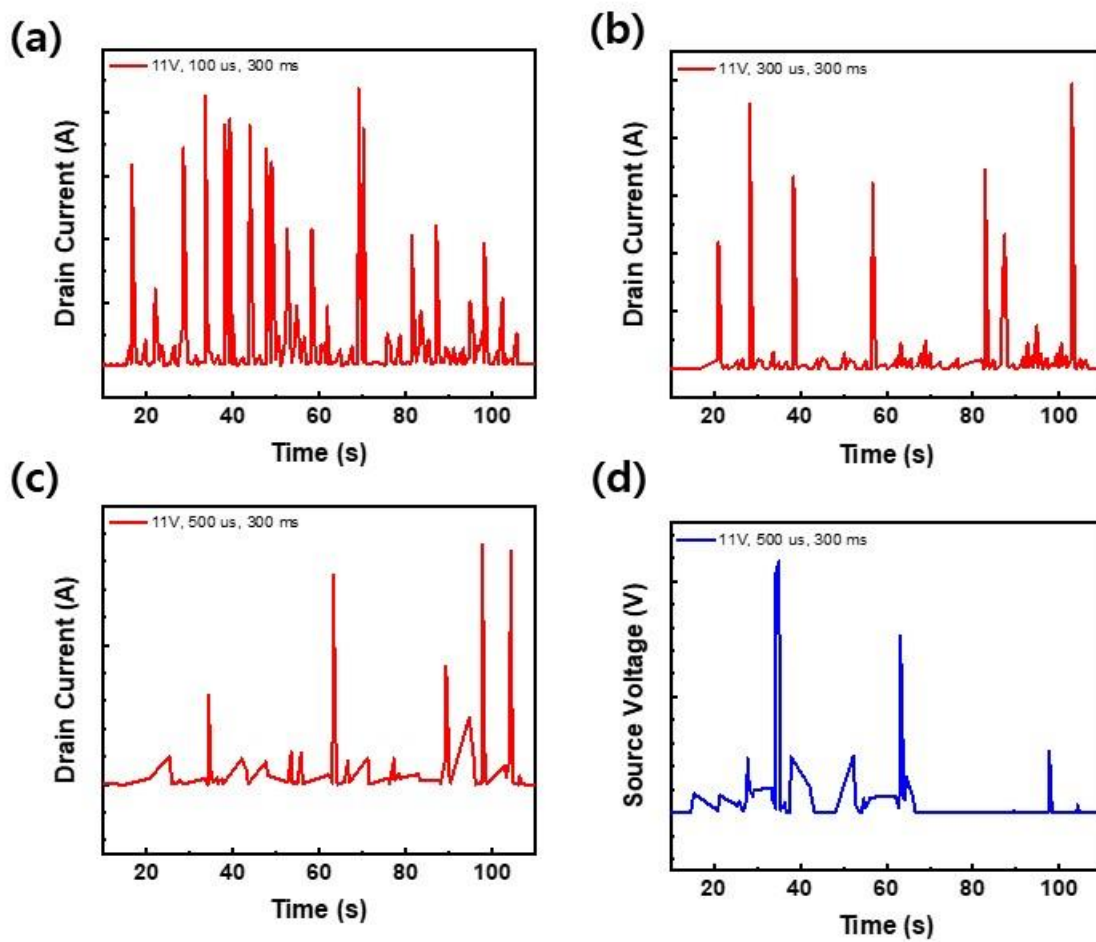 (a)
11V, 100 us, 300 ms
Drain Current (A)
20 40 60 80 100
Time (s)
(b)
11V, 300 us, 300 ms
Drain Current (A)
20 40 60 80 100
Time (s)
(c)
11V, 500 us, 300 ms
Drain Current (A)
20 40 60 80 100
Time (s)
(d)
11V, 500 us, 300 ms
Source Voltage (V)
20 40 60 80 100
Time (s)